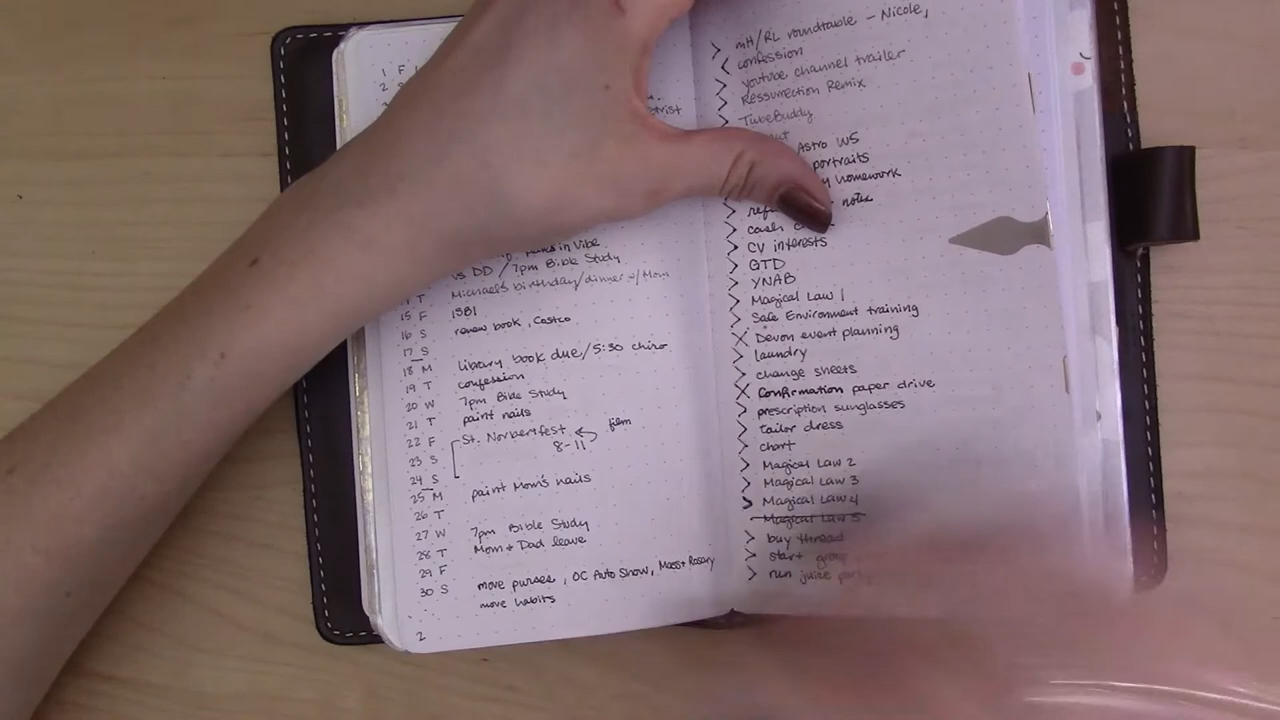 1 F
2 S
vs DD / 7pm Bible Study
T Michael's birthday/dinner w/Mom
15 F 1581
16 S renew book, Costco
17 S
18 M library book due/5:30 chiro
19 T confession
20 W 7pm Bible Study
21 T paint nails
22 F St. Norbertfest film
23 S 8-11
24 S
25 M paint Mom's nails
26 T
27 W 7pm Bible Study
28 T Mom + Dad leave
29 F
30 S move purses, OC Auto Show, Mass + Rosary
move habits
2
> mH/RL roundtable - Nicole,
< confession
> youtube channel trailer
> Ressurrection Remix
> TubeBuddy
Astro WS
portraits
homework
> notes
> cash
> CV interests
> GTD
> YNAB
> Magical Law 1
> Safe Environment training
X Devon event planning
> laundry
> change sheets
X Confirmation paper drive
> prescription sunglasses
> tailor dress
> chart
> Magical Law 2
> Magical Law 3
> Magical Law 4
Magical Law 5
> buy thread
> start group
> run juice